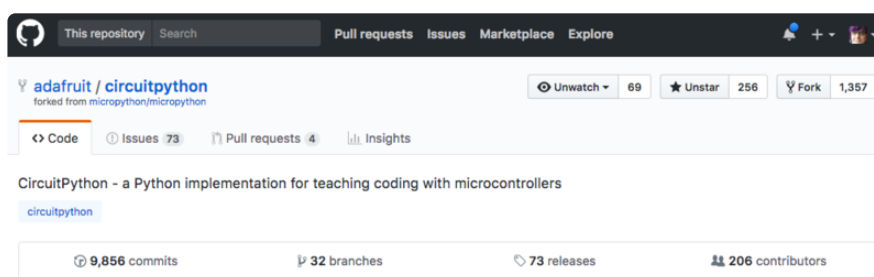 This repository Search Pull requests Issues Marketplace Explore
adafruit / circuitpython Unwatch 69 Unstar 256 Fork 1,357
forked from micropython/micropython
Code Issues 73 Pull requests 4 Insights
CircuitPython - a Python implementation for teaching coding with microcontrollers
circuitpython
9,856 commits 32 branches 73 releases 206 contributors